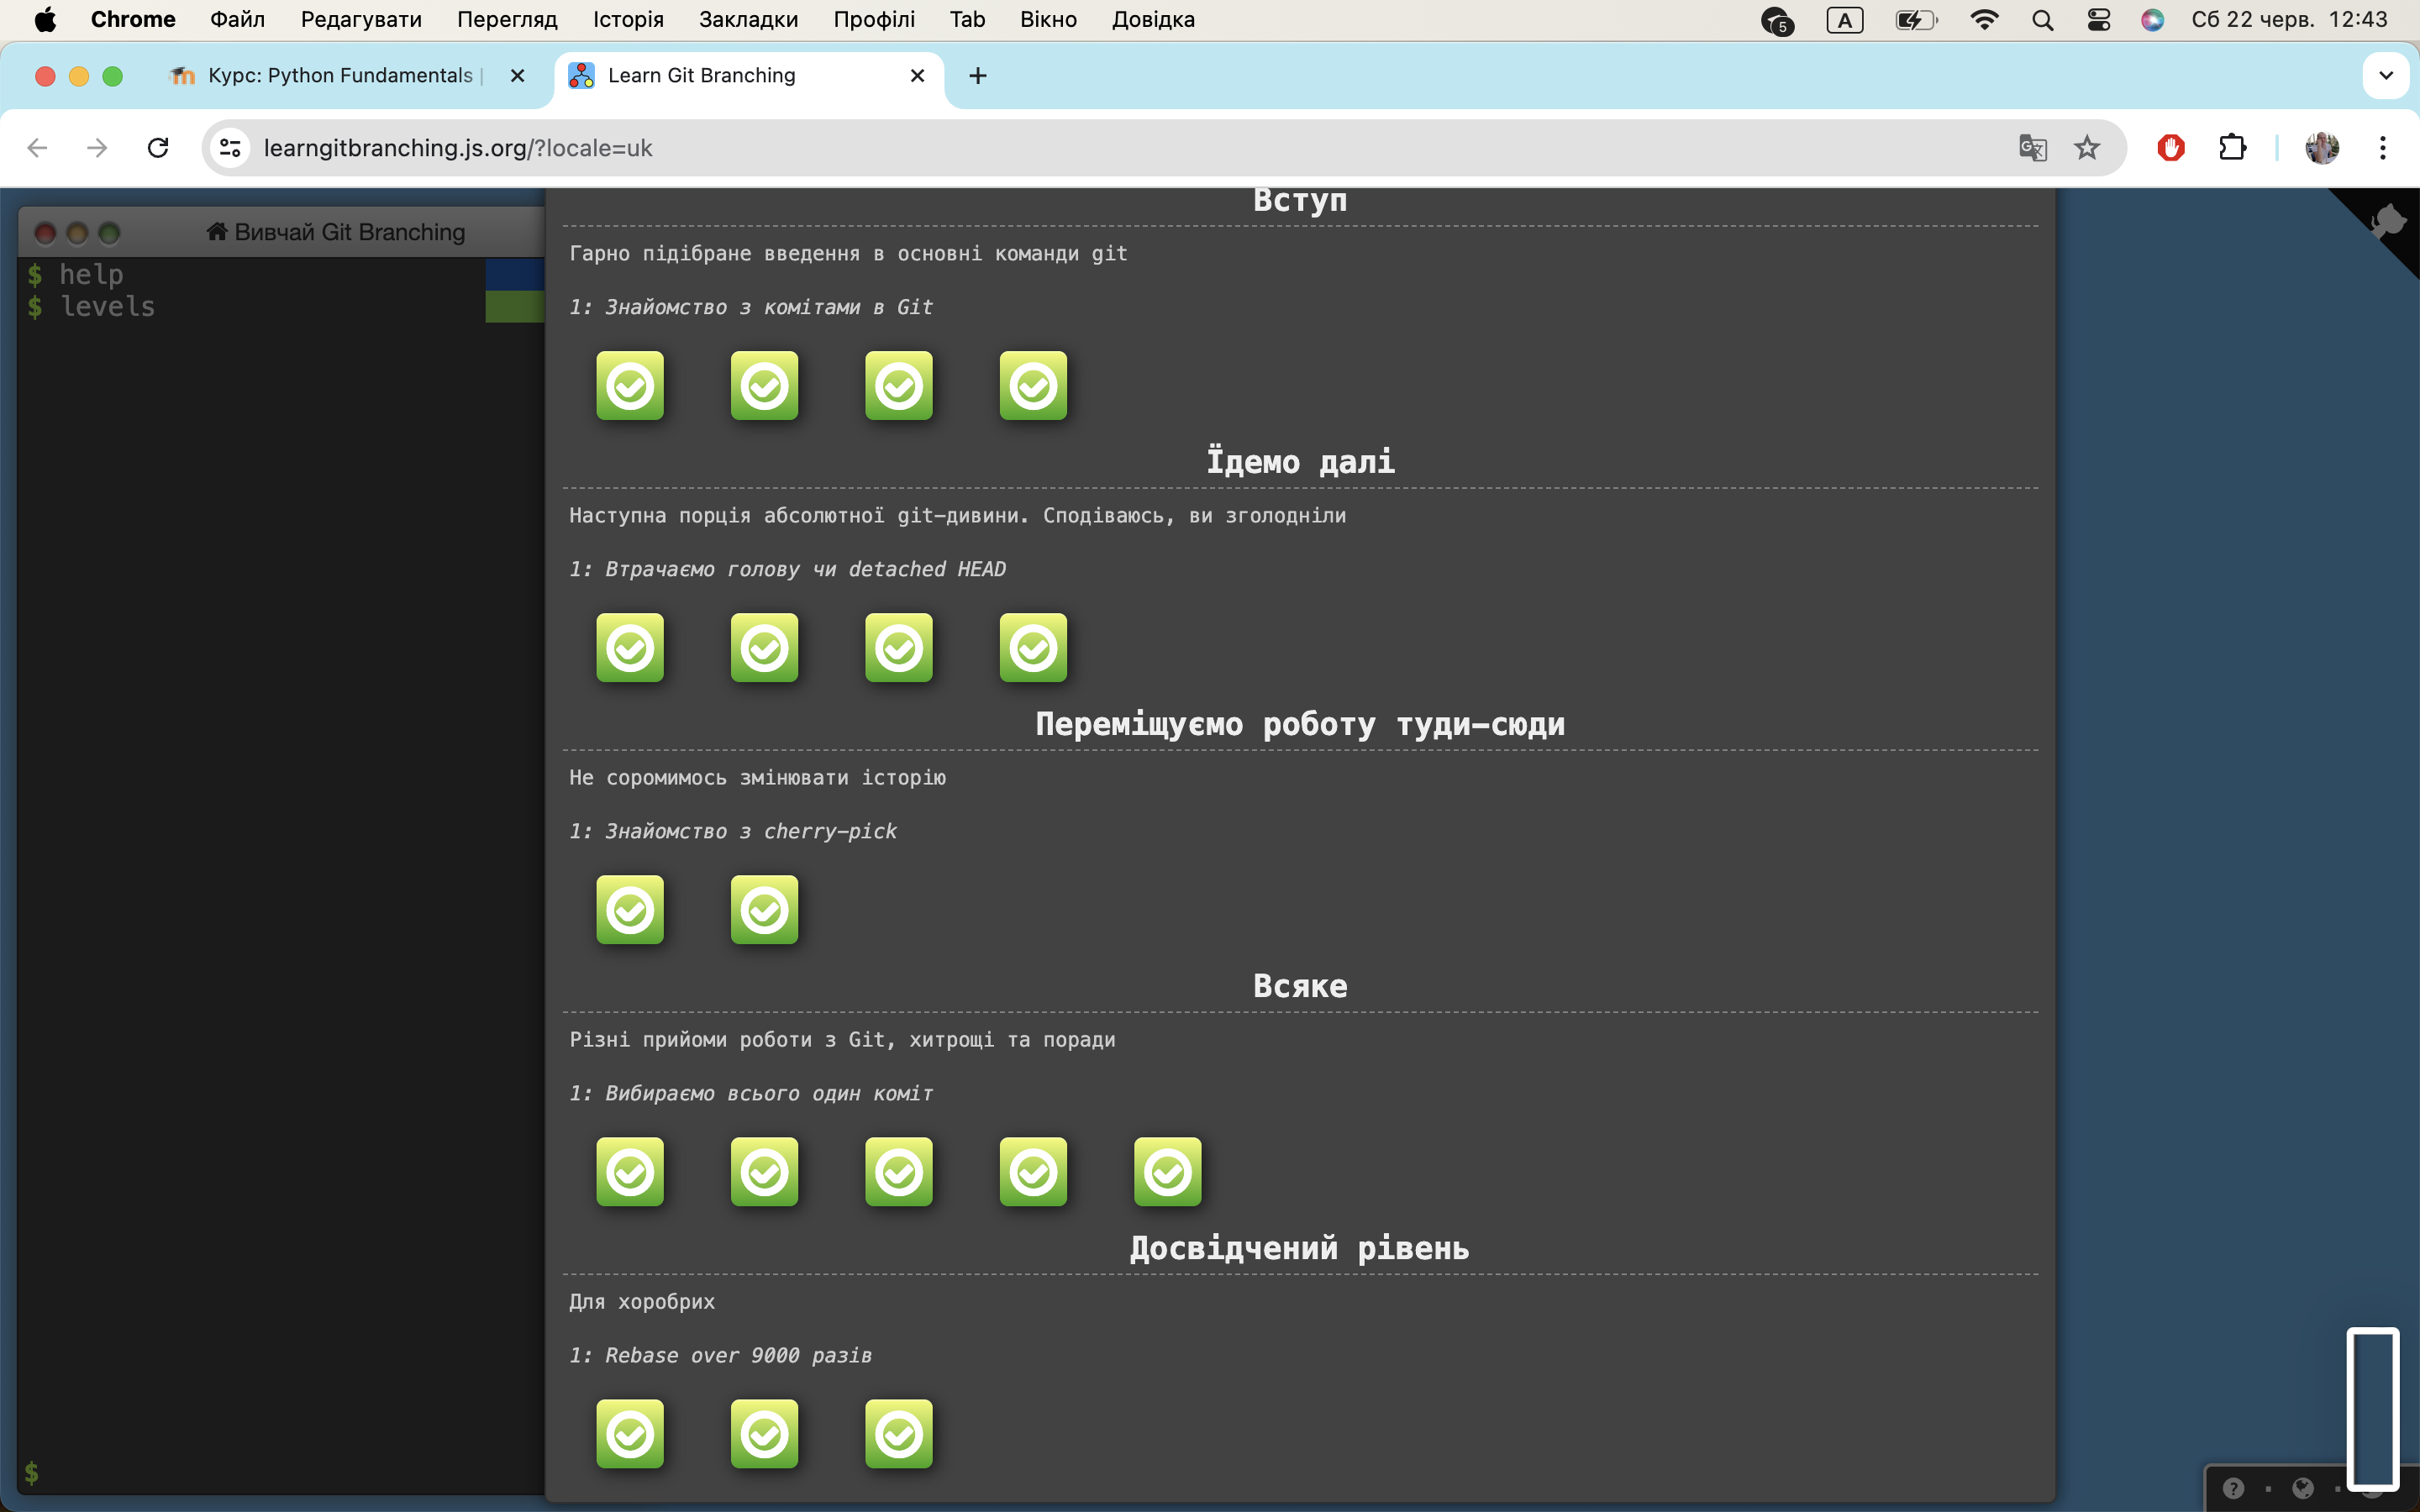 Chrome Файл Редагувати Перегляд Історія Закладки Профілі Tab Вікно Довідка 5 A Сб 22 черв. 12:43
Курс: Python Fundamentals | Learn Git Branching
learngitbranching.js.org/?locale=uk
Вивчай Git Branching
$ help
$ levels
$
Вступ
Гарно підібране введення в основні команди git
1: Знайомство з комітами в Git
Їдемо далі
Наступна порція абсолютної git-дивини. Сподіваюсь, ви зголодніли
1: Втрачаємо голову чи detached HEAD
Переміщуємо роботу туди-сюди
Не соромимось змінювати історію
1: Знайомство з cherry-pick
Всяке
Різні прийоми роботи з Git, хитрощі та поради
1: Вибираємо всього один коміт
Досвідчений рівень
Для хоробрих
1: Rebase over 9000 разів